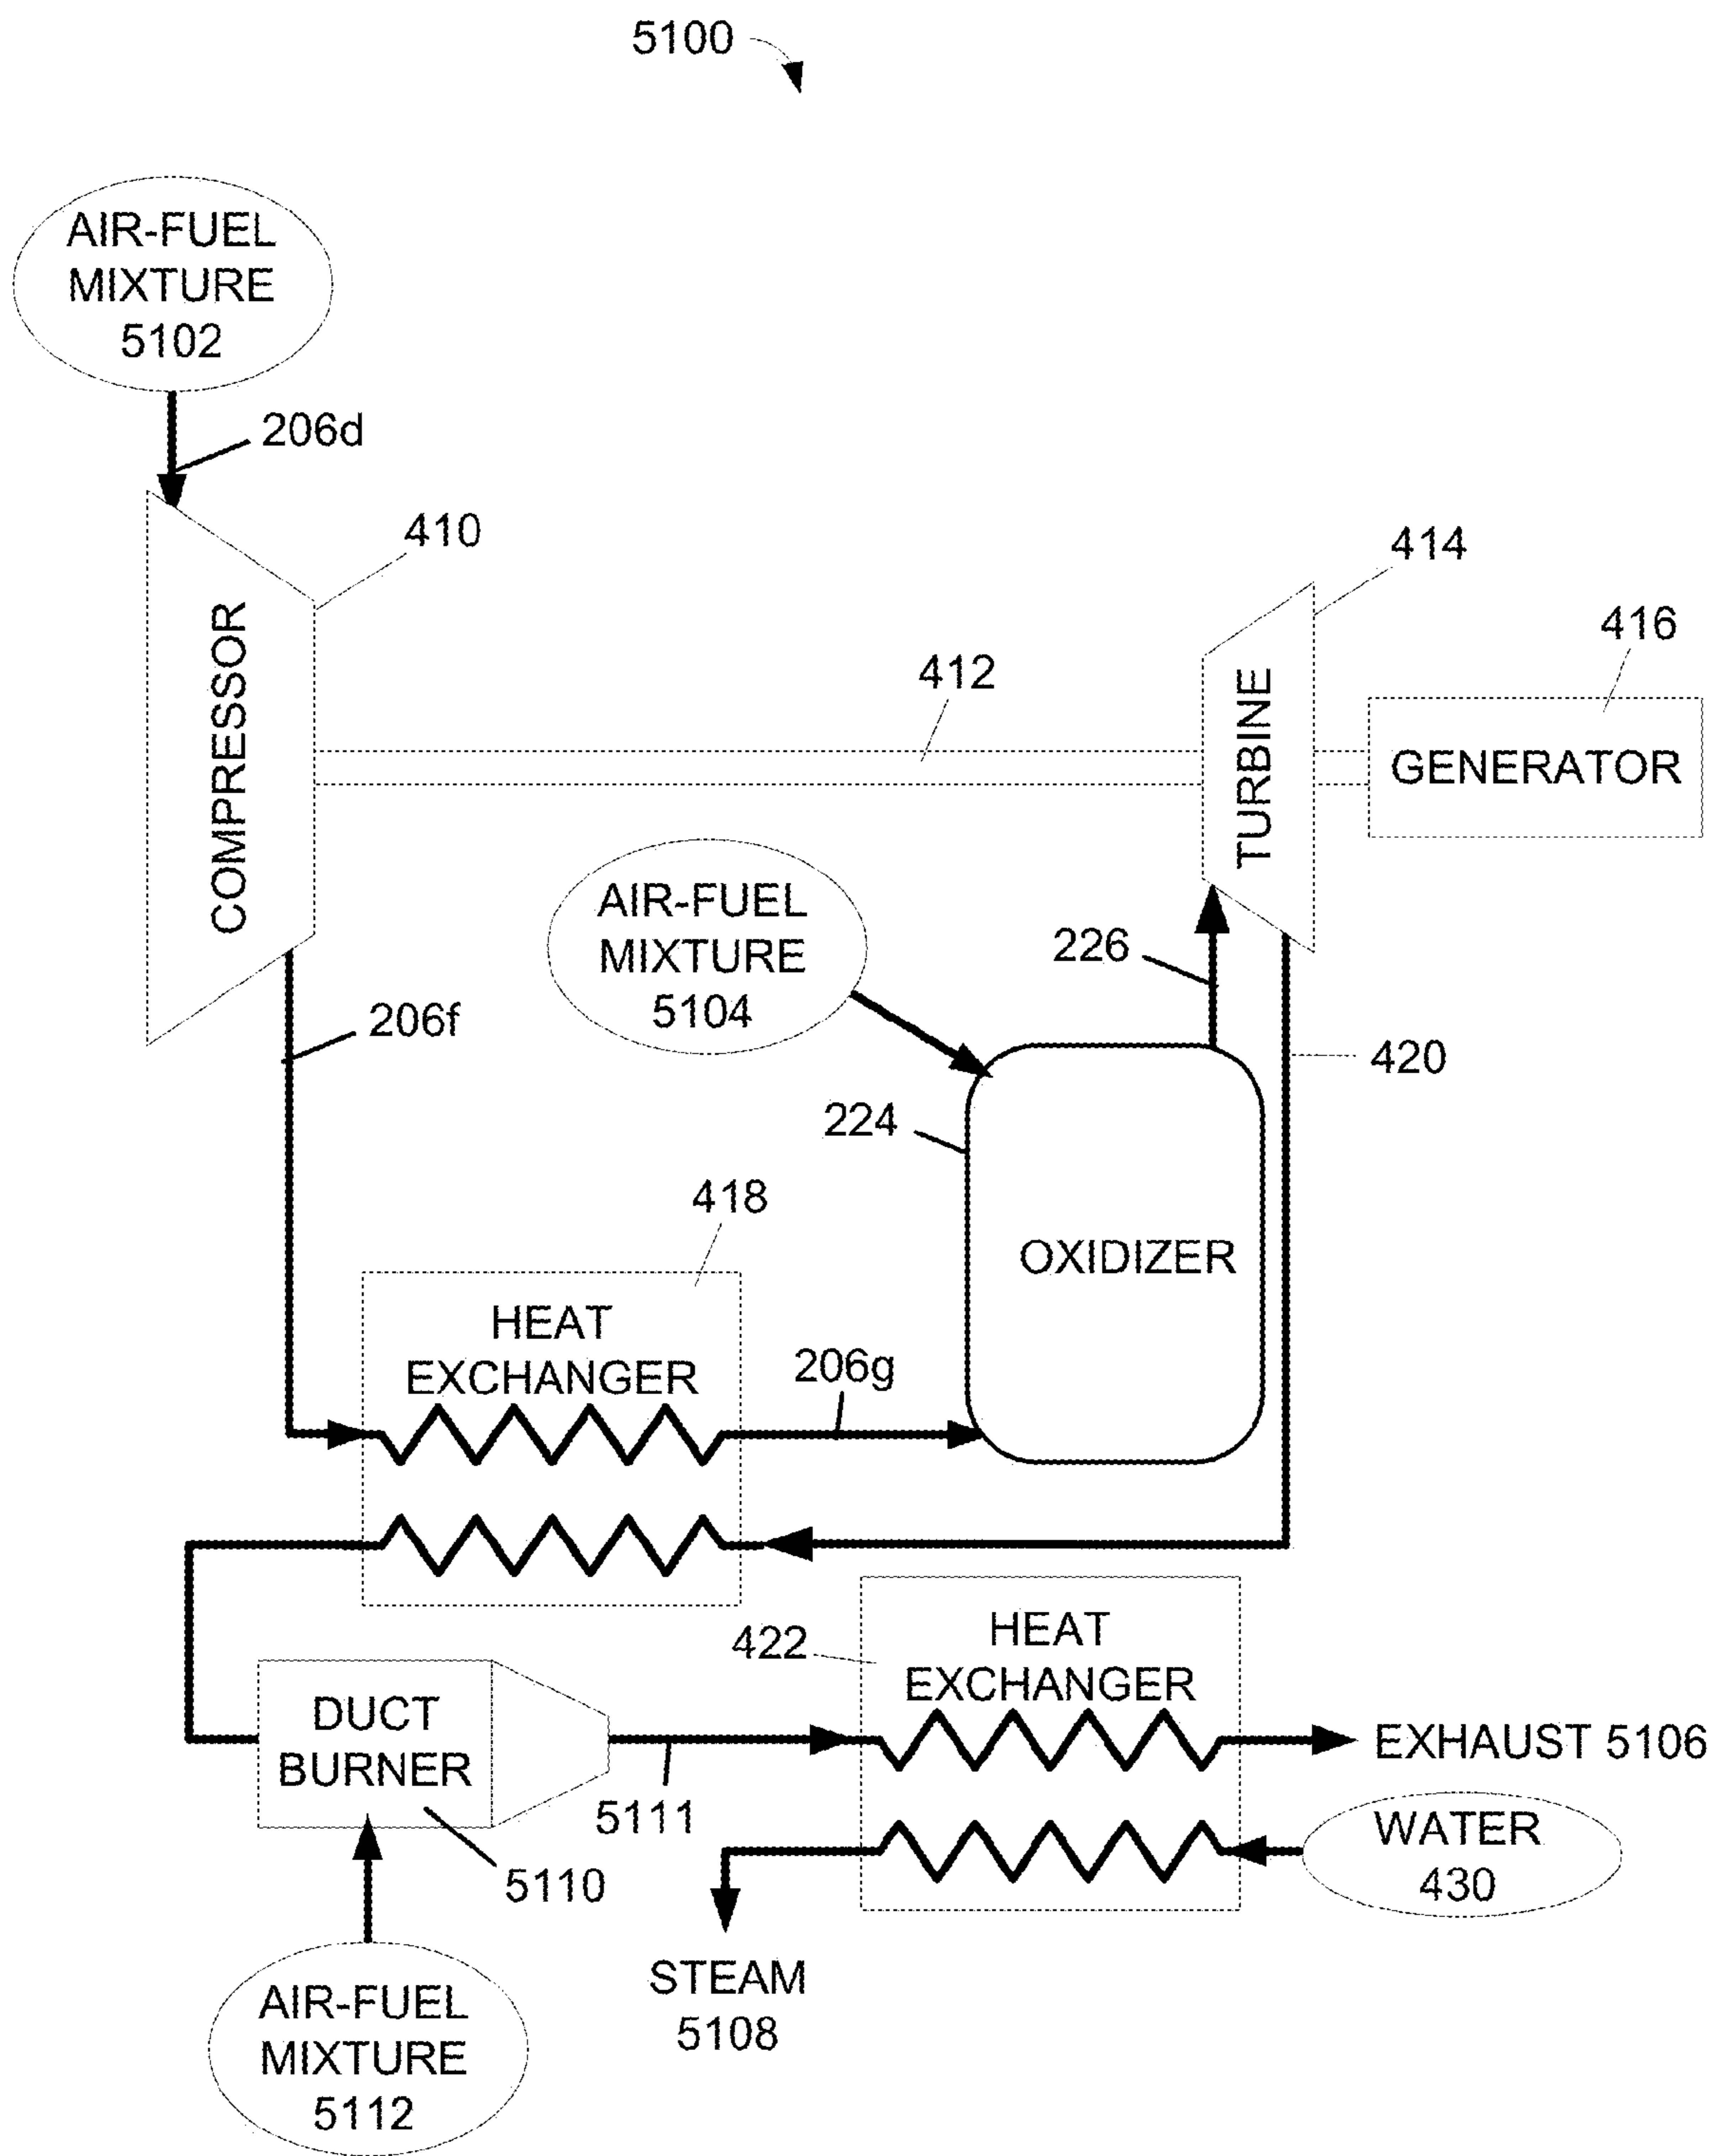 5100
AIR-FUEL
MIXTURE
5102
206d
410
COMPRESSOR
412
414
416
TURBINE
GENERATOR
AIR-FUEL
MIXTURE
5104
226
206f
420
224
418
OXIDIZER
HEAT
EXCHANGER
206g
422
HEAT
EXCHANGER
DUCT
BURNER
EXHAUST 5106
5111
WATER
430
5110
STEAM
5108
AIR-FUEL
MIXTURE
5112